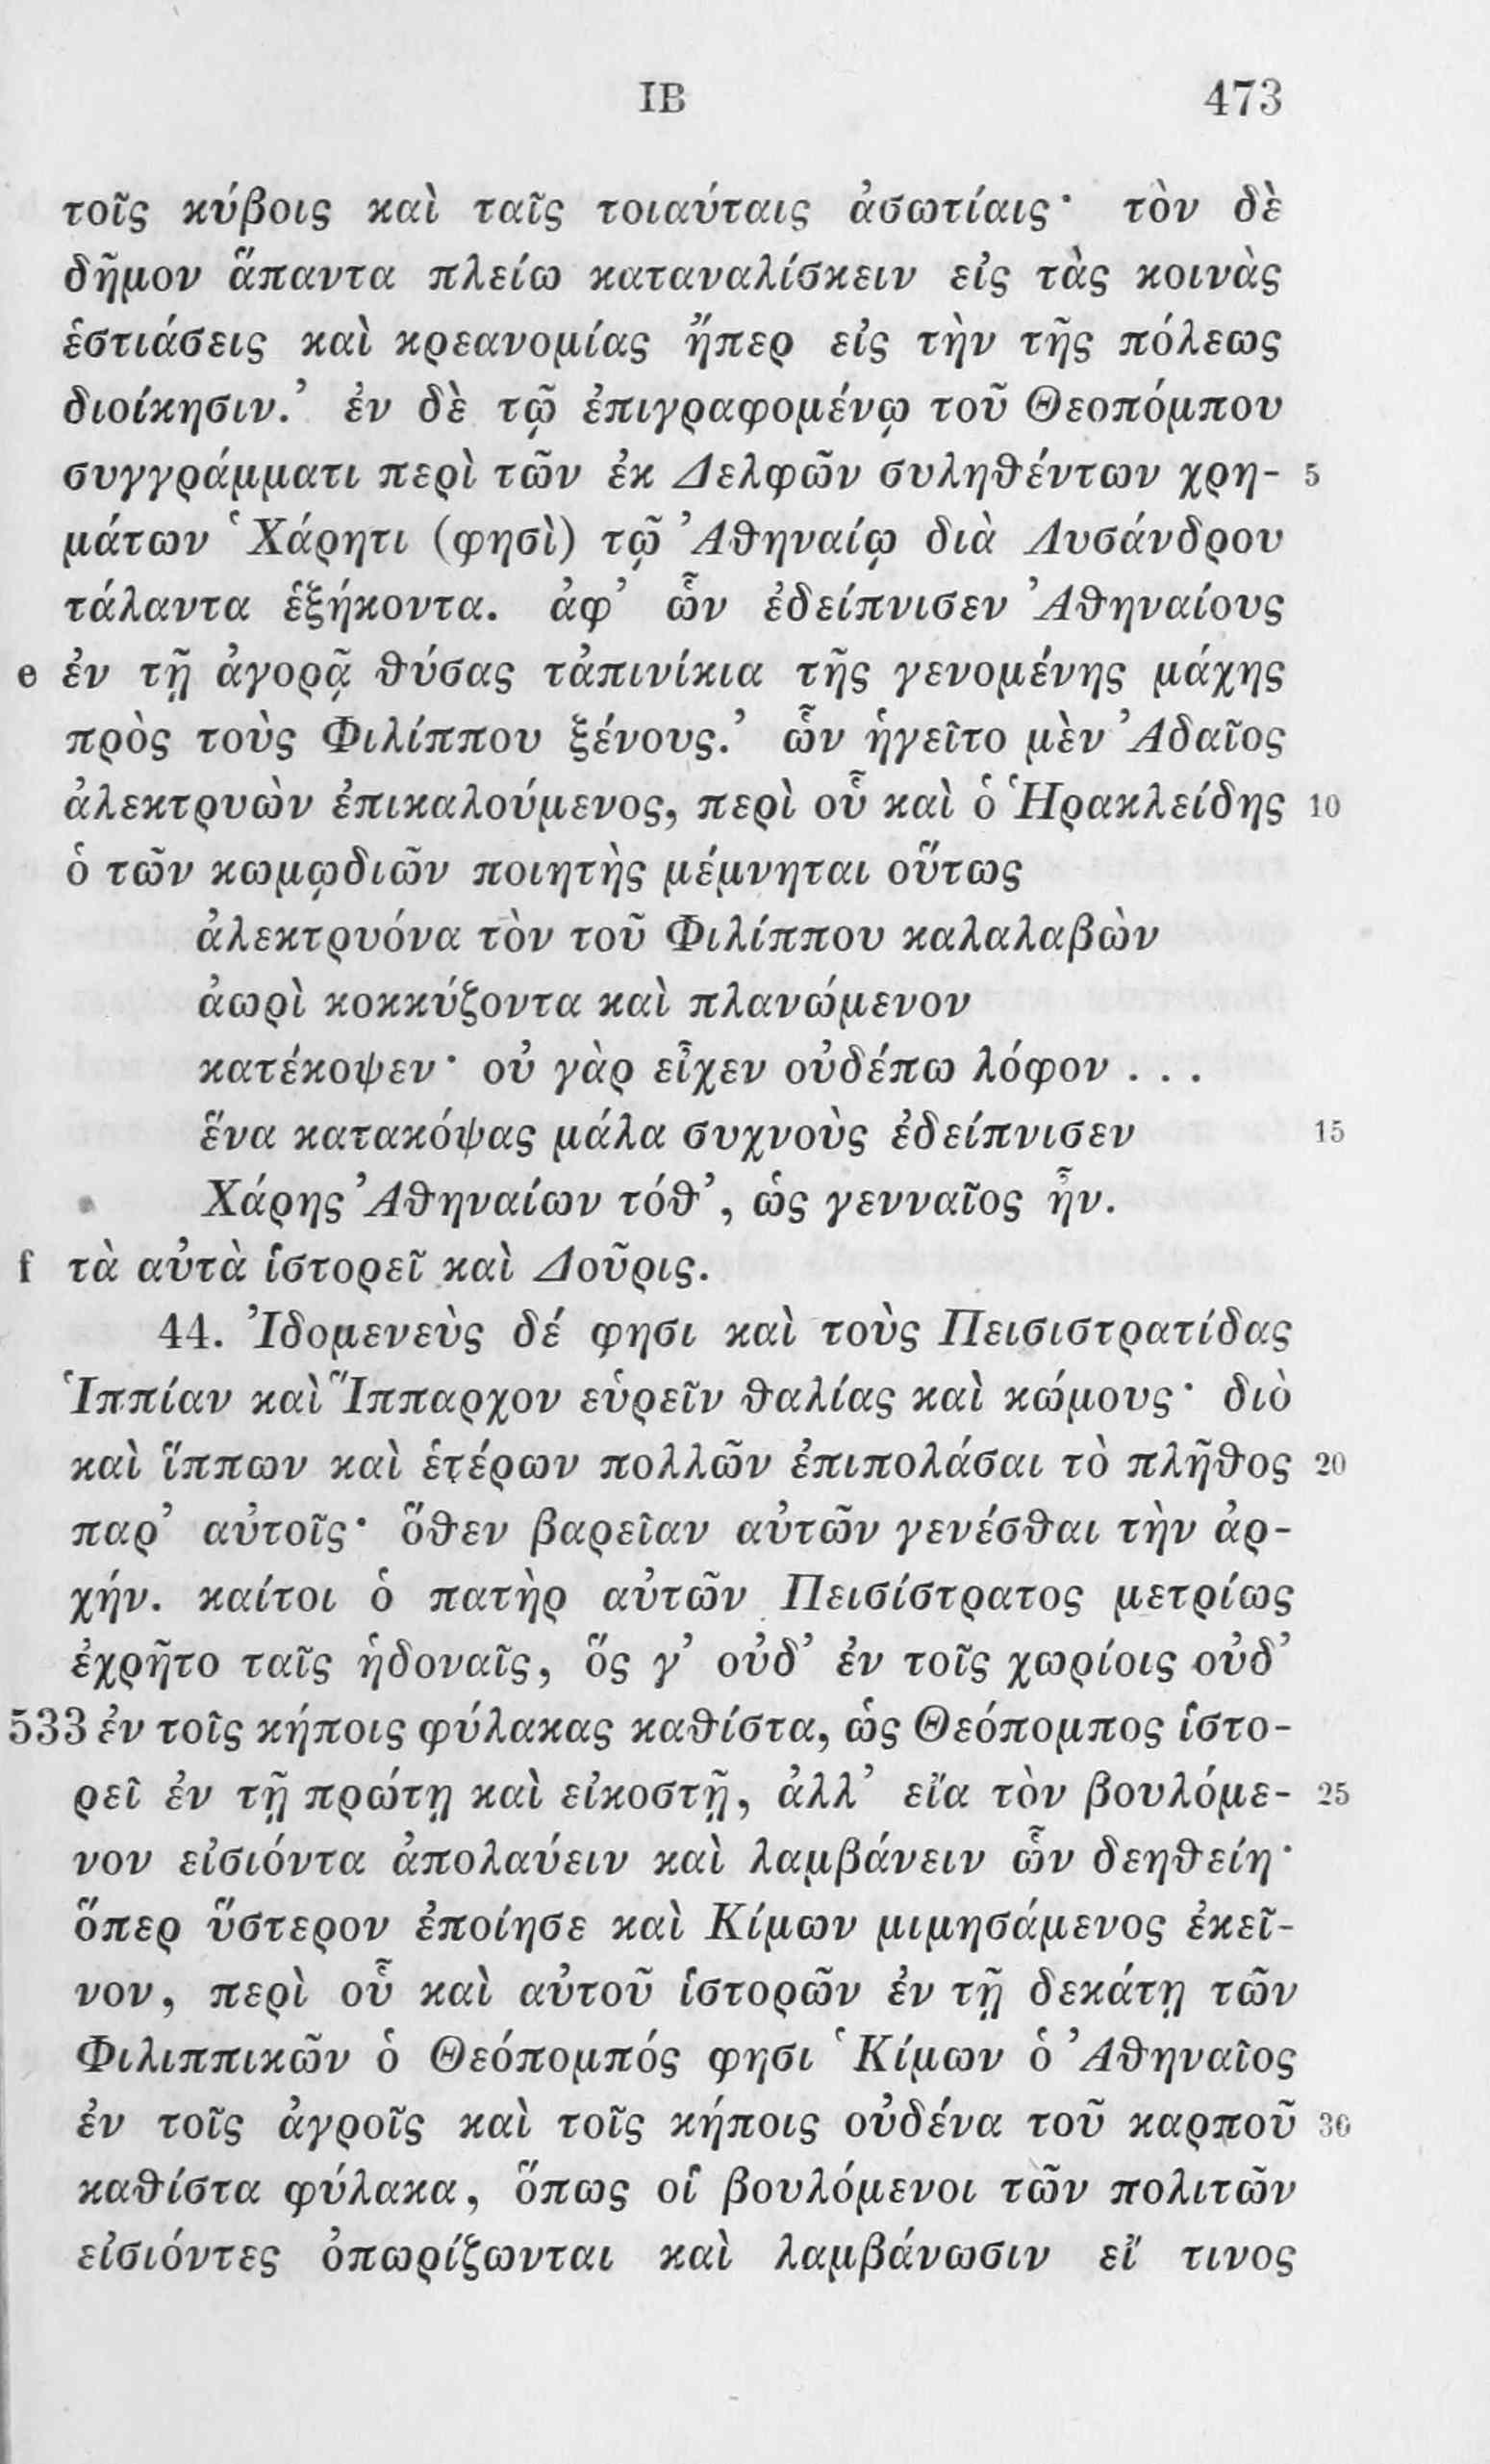 ΙΒ 473
τοῖς κύβοις καὶ ταῖς τοιαύταις ἀσωτίαις· τὸν δὲ
δῆμον ἅπαντα πλείω καταναλίσκειν εἰς τὰς κοινὰς
ἑστιάσεις καὶ κρεανομίας ἤπερ εἰς τὴν τῆς πόλεως
διοίκησιν.’ ἐν δὲ τῷ ἐπιγραφομένῳ τοῦ Θεοπόμπου
συγγράμματι περὶ τῶν ἐκ Δελφῶν συληθέντων χρη- 5
μάτων ‘Χάρητι (φησὶ) τῷ Ἀθηναίῳ διὰ Λυσάνδρου
τάλαντα ἑξήκοντα. ἀφ’ ὧν ἐδείπνισεν Ἀθηναίους
e ἐν τῇ ἀγορᾷ θύσας τἀπινίκια τῆς γενομένης μάχης
πρὸς τοὺς Φιλίππου ξένους.’ ὧν ἡγεῖτο μὲν Ἀδαῖος
ἀλεκτρυὼν ἐπικαλούμενος, περὶ οὗ καὶ ὁ Ἡρακλείδης 10
ὁ τῶν κωμῳδιῶν ποιητὴς μέμνηται οὕτως
ἀλεκτρυόνα τὸν τοῦ Φιλίππου καλαλαβὼν
ἀωρὶ κοκκύζοντα καὶ πλανώμενον
κατέκοψεν· οὐ γὰρ εἶχεν οὐδέπω λόφον . . .
ἕνα κατακόψας μάλα συχνοὺς ἐδείπνισεν 15
Χάρης Ἀθηναίων τόθ’, ὡς γενναῖος ἦν.
f τὰ αὐτὰ ἱστορεῖ καὶ Δοῦρις.
44. Ἰδομενεὺς δέ φησι καὶ τοὺς Πεισιστρατίδας
Ἱππίαν καὶ Ἵππαρχον εὑρεῖν θαλίας καὶ κώμους· διὸ
καὶ ἵππων καὶ ἑτέρων πολλῶν ἐπιπολάσαι τὸ πλῆθος 20
παρ’ αὐτοῖς· ὅθεν βαρεῖαν αὐτῶν γενέσθαι τὴν ἀρ-
χήν. καίτοι ὁ πατὴρ αὐτῶν Πεισίστρατος μετρίως
ἐχρῆτο ταῖς ἡδοναῖς, ὅς γ’ οὐδ’ ἐν τοῖς χωρίοις οὐδ’
533 ἐν τοῖς κήποις φύλακας καθίστα, ὡς Θεόπομπος ἱστο-
ρεῖ ἐν τῇ πρώτῃ καὶ εἰκοστῇ, ἀλλ’ εἴα τὸν βουλόμε- 25
νον εἰσιόντα ἀπολαύειν καὶ λαμβάνειν ὧν δεηθείη·
ὅπερ ὕστερον ἐποίησε καὶ Κίμων μιμησάμενος ἐκεῖ-
νον, περὶ οὗ καὶ αὐτοῦ ἱστορῶν ἐν τῇ δεκάτῃ τῶν
Φιλιππικῶν ὁ Θεόπομπός φησι ‘Κίμων ὁ Ἀθηναῖος
ἐν τοῖς ἀγροῖς καὶ τοῖς κήποις οὐδένα τοῦ καρποῦ 30
καθίστα φύλακα, ὅπως οἱ βουλόμενοι τῶν πολιτῶν
εἰσιόντες ὀπωρίζωνται καὶ λαμβάνωσιν εἴ τινος